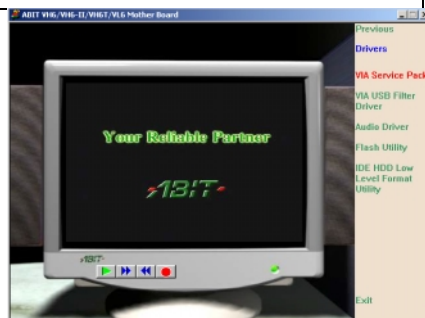 ABIT VH6/VH6-II/VH6T/VL6 Mother Board
Previous
Drivers
VIA Service Pack
VIA USB Filter
Driver
Audio Driver
Flash Utility
IDE HDD Low
Level Format
Utility
Exit
Your Reliable Partner
ABIT
ABIT